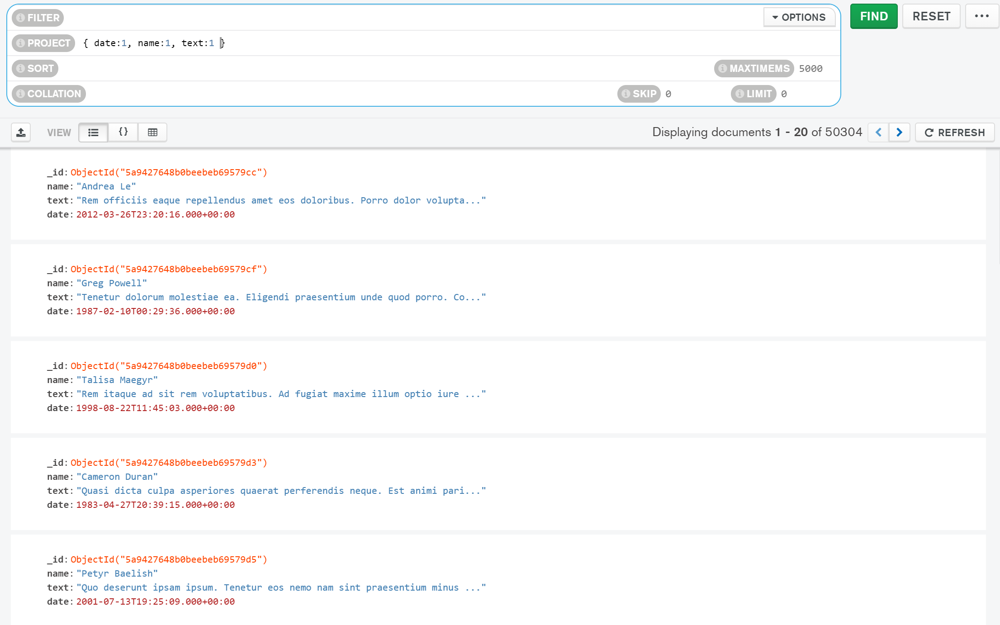 FILTER OPTIONS FIND RESET ...
PROJECT { date:1, name:1, text:1 }
SORT MAXTIMEMS 5000
COLLATION SKIP 0 LIMIT 0
VIEW {} Displaying documents 1 - 20 of 50304 REFRESH
_id: ObjectId("5a9427648b0beebeb69579cc")
name: "Andrea Le"
text: "Rem officiis eaque repellendus amet eos doloribus. Porro dolor volupta..."
date: 2012-03-26T23:20:16.000+00:00
_id: ObjectId("5a9427648b0beebeb69579cf")
name: "Greg Powell"
text: "Tenetur dolorum molestiae ea. Eligendi praesentium unde quod porro. Co..."
date: 1987-02-10T00:29:36.000+00:00
_id: ObjectId("5a9427648b0beebeb69579d0")
name: "Talisa Maegyr"
text: "Rem itaque ad sit rem voluptatibus. Ad fugiat maxime illum optio iure ..."
date: 1998-08-22T11:45:03.000+00:00
_id: ObjectId("5a9427648b0beebeb69579d3")
name: "Cameron Duran"
text: "Quasi dicta culpa asperiores quaerat perferendis neque. Est animi pari..."
date: 1983-04-27T20:39:15.000+00:00
_id: ObjectId("5a9427648b0beebeb69579d5")
name: "Petyr Baelish"
text: "Quo deserunt ipsam ipsum. Tenetur eos nemo nam sint praesentium minus ..."
date: 2001-07-13T19:25:09.000+00:00